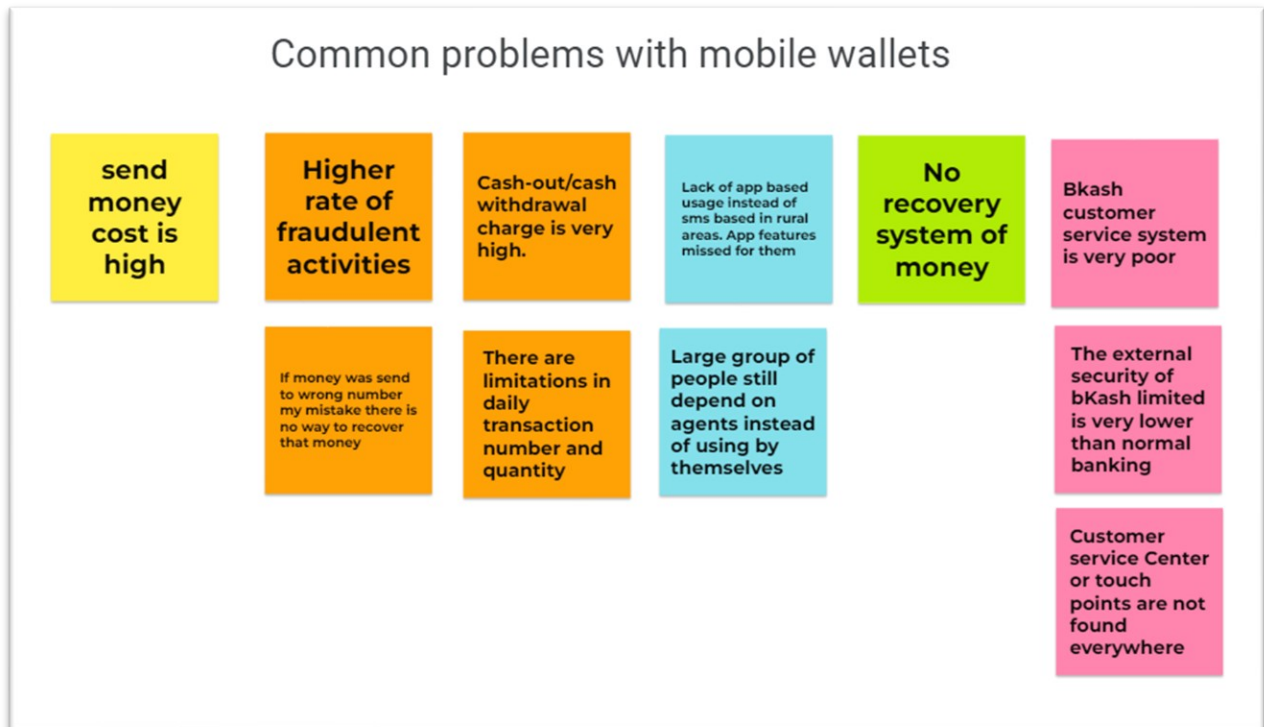 Common problems with mobile wallets
send
money
cost is
high
Higher
rate of
fraudulent
activities
Cash-out/cash
withdrawal
charge is very
high.
Lack of app based
usage instead of
sms based in rural
areas. App features
missed for them
No
recovery
system of
money
Bkash
customer
service system
is very poor
If money was send
to wrong number
my mistake there is
no way to recover
that money
There are
limitations in
daily
transaction
number and
quantity
Large group of
people still
depend on
agents instead
of using by
themselves
The external
security of
bKash limited
is very lower
than normal
banking
Customer
service Center
or touch
points are not
found
everywhere